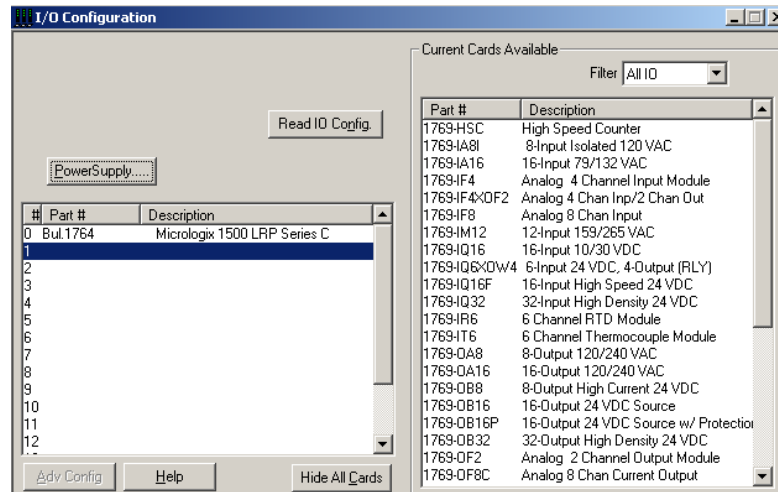 I/O Configuration
Read IO Config.
PowerSupply.....
# Part # Description
0 Bul.1764 Micrologix 1500 LRP Series C
1
2
3
4
5
6
7
8
9
10
11
12
Adv Config Help Hide All Cards
Current Cards Available
Filter All IO
Part # Description
1769-HSC High Speed Counter
1769-IA8I 8-Input Isolated 120 VAC
1769-IA16 16-Input 79/132 VAC
1769-IF4 Analog 4 Channel Input Module
1769-IF4XOF2 Analog 4 Chan Inp/2 Chan Out
1769-IF8 Analog 8 Chan Input
1769-IM12 12-Input 159/265 VAC
1769-IQ16 16-Input 10/30 VDC
1769-IQ6XOW4 6-Input 24 VDC, 4-Output (RLY)
1769-IQ16F 16-Input High Speed 24 VDC
1769-IQ32 32-Input High Density 24 VDC
1769-IR6 6 Channel RTD Module
1769-IT6 6 Channel Thermocouple Module
1769-OA8 8-Output 120/240 VAC
1769-OA16 16-Output 120/240 VAC
1769-OB8 8-Output High Current 24 VDC
1769-OB16 16-Output 24 VDC Source
1769-OB16P 16-Output 24 VDC Source w/ Protection
1769-OB32 32-Output High Density 24 VDC
1769-OF2 Analog 2 Channel Output Module
1769-OF8C Analog 8 Chan Current Output